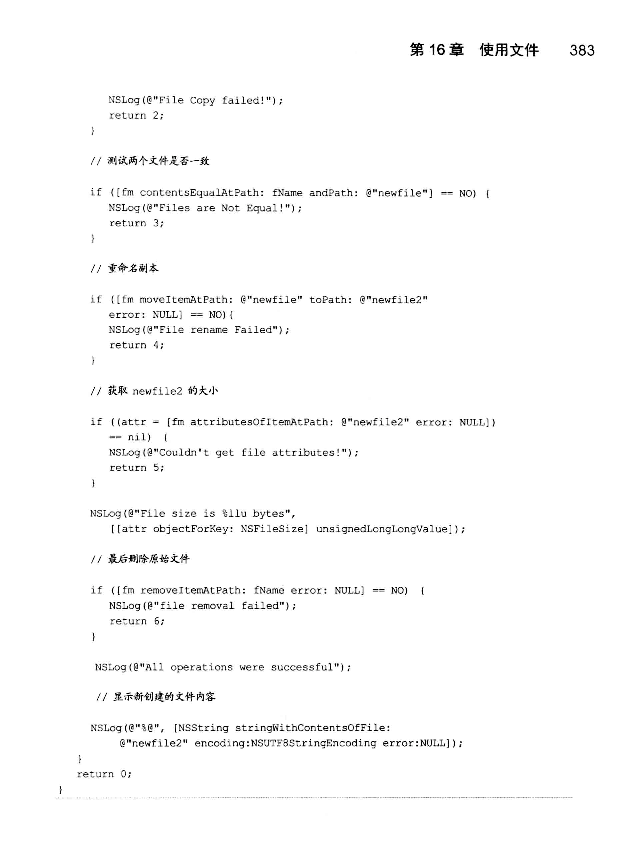 第 16 章 使用文件 383
NSLog(@"File Copy failed!");
return 2;
}
// 测试两个文件是否一致
if ([fm contentsEqualAtPath: fName andPath: @"newfile"] == NO) {
NSLog(@"Files are Not Equal!");
return 3;
}
// 重命名副本
if ([fm moveItemAtPath: @"newfile" toPath: @"newfile2"
error: NULL] == NO){
NSLog(@"File rename Failed");
return 4;
}
// 获取 newfile2 的大小
if ((attr = [fm attributesOfItemAtPath: @"newfile2" error: NULL])
== nil) {
NSLog(@"Couldn't get file attributes!");
return 5;
}
NSLog(@"File size is %llu bytes",
[[attr objectForKey: NSFileSize] unsignedLongLongValue]);
// 最后删除原始文件
if ([fm removeItemAtPath: fName error: NULL] == NO) {
NSLog(@"file removal failed");
return 6;
}
NSLog(@"All operations were successful");
// 显示新创建的文件内容
NSLog(@"%@", [NSString stringWithContentsOfFile:
@"newfile2" encoding:NSUTF8StringEncoding error:NULL]);
}
return 0;
}